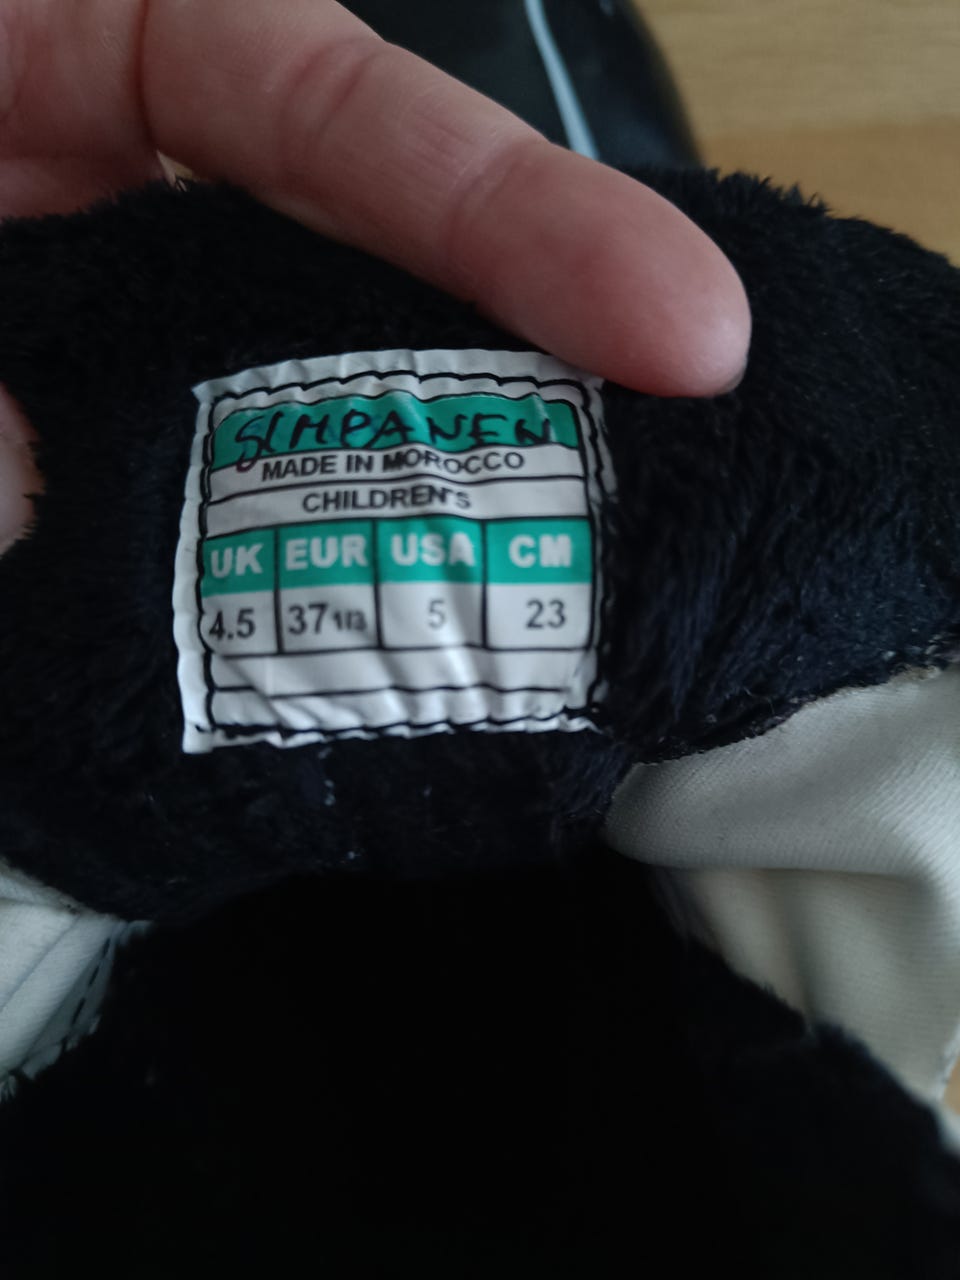 SIMPANEN
MADE IN MOROCCO
CHILDREN'S
UK EUR USA CM
4.5 37 1/3 5 23